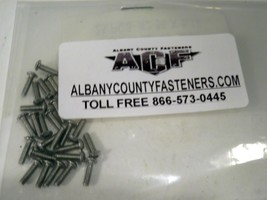 ALBANY COUNTY FASTENERS
ACF
ALBANYCOUNTYFASTENERS.COM
TOLL FREE 866-573-0445